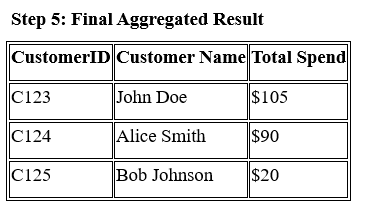 Step 5: Final Aggregated Result
CustomerID Customer Name Total Spend
C123 John Doe $105
C124 Alice Smith $90
C125 Bob Johnson $20